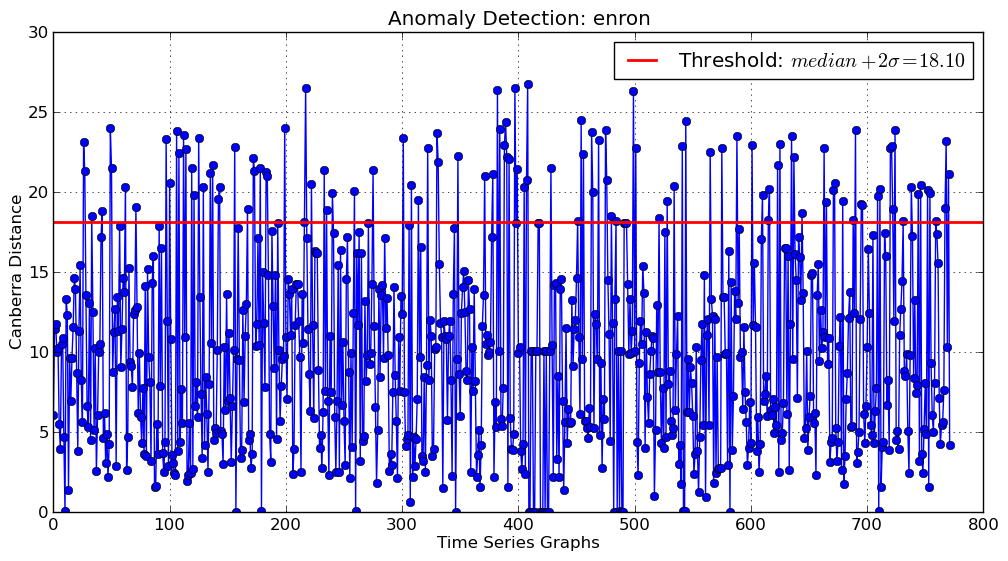 Anomaly Detection: enron
Threshold: median + 2σ = 18.10
Canberra Distance
30
25
20
15
10
5
0
0 100 200 300 400 500 600 700 800
Time Series Graphs